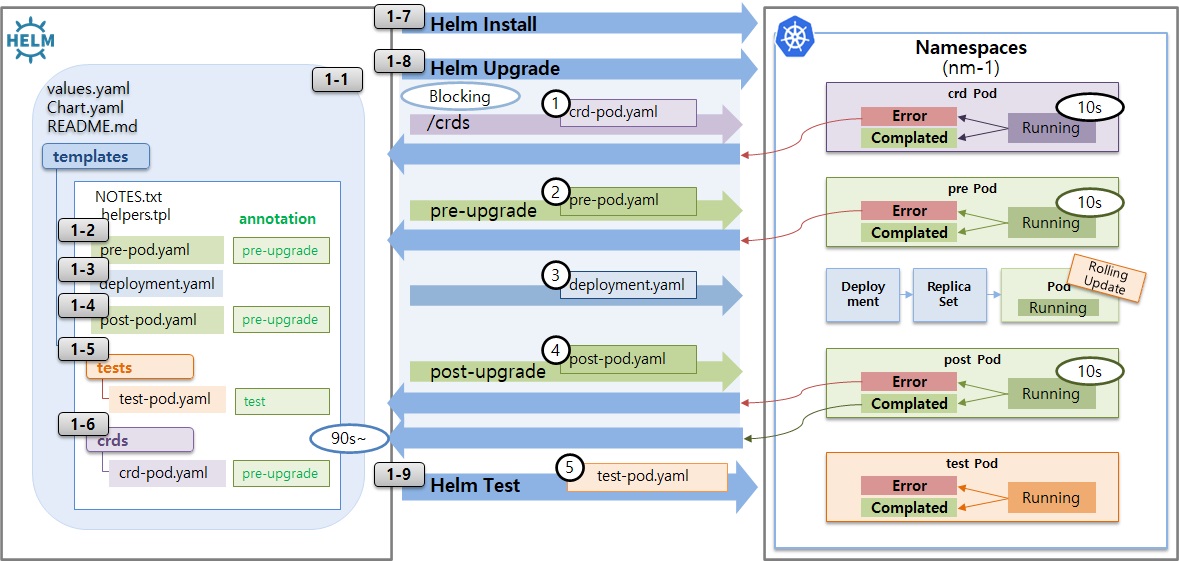 HELM
1-1
values.yaml
Chart.yaml
README.md
templates
NOTES.txt
helpers.tpl
annotation
1-2
pre-pod.yaml
pre-upgrade
1-3
deployment.yaml
1-4
post-pod.yaml
pre-upgrade
1-5
tests
test-pod.yaml
test
1-6
crds
crd-pod.yaml
pre-upgrade
90s~
1-7
Helm Install
1-8
Helm Upgrade
Blocking
1
crd-pod.yaml
/crds
2
pre-pod.yaml
pre-upgrade
3
deployment.yaml
4
post-pod.yaml
post-upgrade
1-9
Helm Test
5
test-pod.yaml
Namespaces
(nm-1)
crd Pod
10s
Error
Complated
Running
pre Pod
10s
Error
Complated
Running
Deploy
ment
Replica
Set
Pod
Running
Rolling
Update
post Pod
10s
Error
Complated
Running
test Pod
Error
Complated
Running